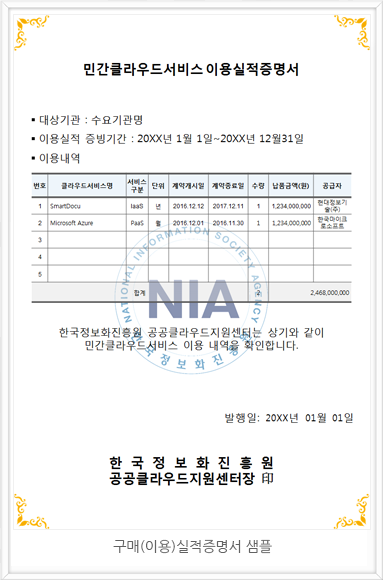 민간클라우드서비스 이용실적증명서
▪ 대상기관 : 수요기관명
▪ 이용실적 증빙기간 : 20XX년 1월 1일~20XX년 12월31일
▪ 이용내역
번호 클라우드서비스명 서비스 구분 단위 계약개시일 계약종료일 수량 납품금액(원) 공급자
1 SmartDocu IaaS 년 2016.12.12 2017.12.11 1 1,234,000,000 현대정보기술(주)
2 Microsoft Azure PaaS 월 2016.12.01 2016.11.30 1 1,234,000,000 한국마이크로소프트
3
4
5
합계 2 2,468,000,000
NATIONAL INFORMATION SOCIETY AGENCY
NIA
한국정보화진흥원
한국정보화진흥원 공공클라우드지원센터는 상기와 같이
민간클라우드서비스 이용 내역을 확인합니다.
발행일: 20XX년 01월 01일
한 국 정 보 화 진 흥 원
공공클라우드지원센터장 印
구매(이용)실적증명서 샘플